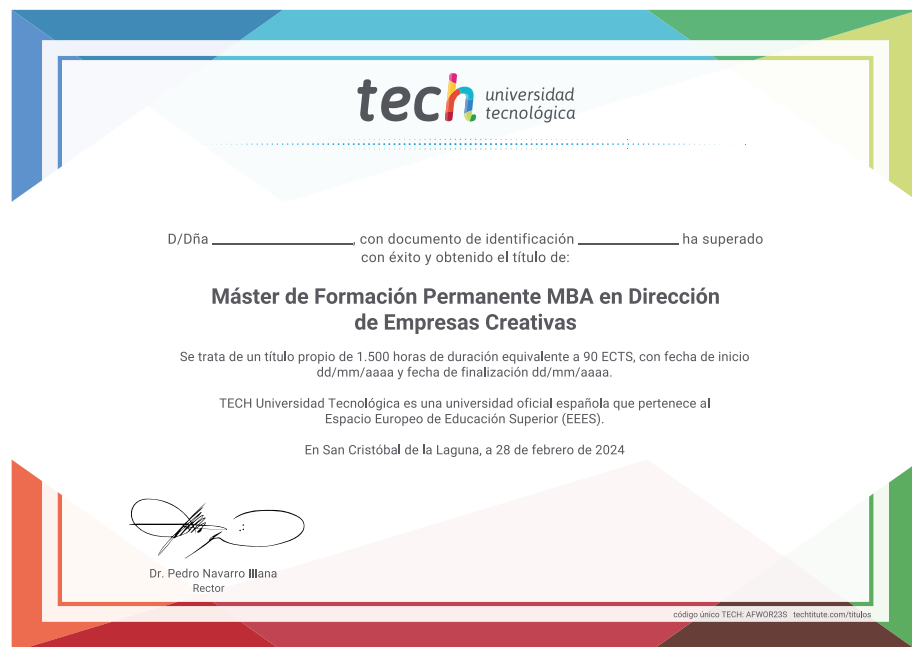 tech universidad
tecnológica
D/Dña ____________________, con documento de identificación ______________ ha superado
con éxito y obtenido el título de:
Máster de Formación Permanente MBA en Dirección
de Empresas Creativas
Se trata de un título propio de 1.500 horas de duración equivalente a 90 ECTS, con fecha de inicio
dd/mm/aaaa y fecha de finalización dd/mm/aaaa.
TECH Universidad Tecnológica es una universidad oficial española que pertenece al
Espacio Europeo de Educación Superior (EEES).
En San Cristóbal de la Laguna, a 28 de febrero de 2024
Dr. Pedro Navarro Illana
Rector
código único TECH: AFWOR23S techtitute.com/titulos